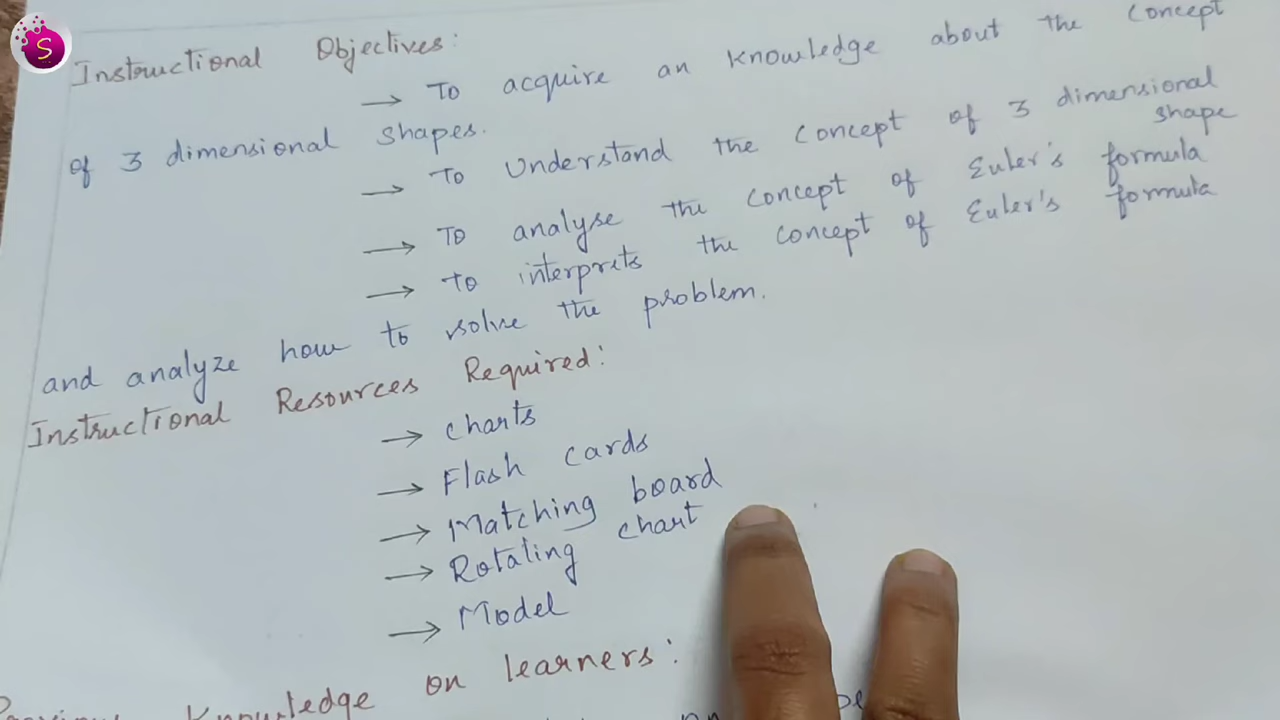 S
Instructional Objectives:
→ To acquire an knowledge about the concept
of 3 dimensional shapes.
→ To understand the concept of 3 dimensional
shape
→ To analyse the concept of Euler's formula
→ To interprets the concept of Euler's formula
and analyze how to solve the problem.
Instructional Resources Required:
→ charts
→ Flash cards
→ Matching board
→ Rotating chart
→ Model
Knowledge on learners: